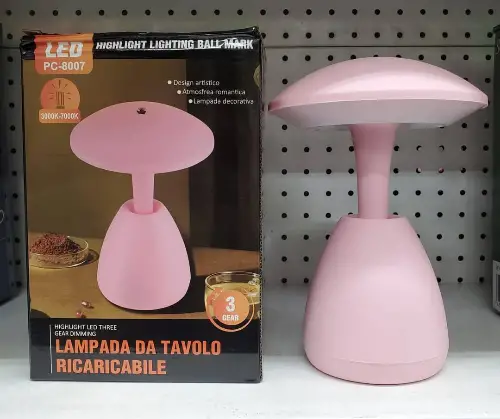 LED
HIGHLIGHT LIGHTING BALL MARK
PC-8007
3000K-7000K
Design artistico
Atmosfrea romantica
Lampada decorativa
3
GEAR
HIGHLIGHT LED THREE
GEAR DIMMING
LAMPADA DA TAVOLO
RICARICABILE